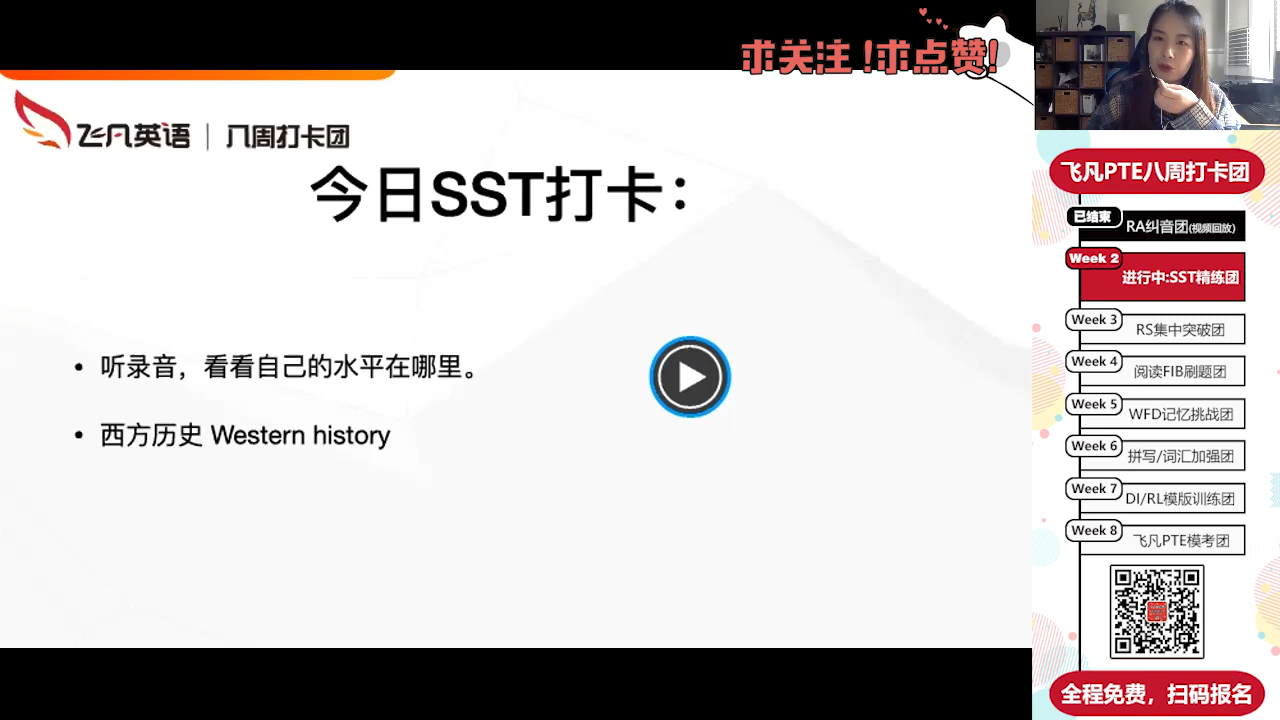 求关注！求点赞！
飞凡英语 | 八周打卡团
今日SST打卡：
• 听录音，看看自己的水平在哪里。
• 西方历史 Western history
飞凡PTE八周打卡团
已结束
RA纠音团(视频回放)
Week 2
进行中:SST精练团
Week 3
RS集中突破团
Week 4
阅读FIB刷题团
Week 5
WFD记忆挑战团
Week 6
拼写/词汇加强团
Week 7
DI/RL模版训练团
Week 8
飞凡PTE模考团
全程免费，扫码报名